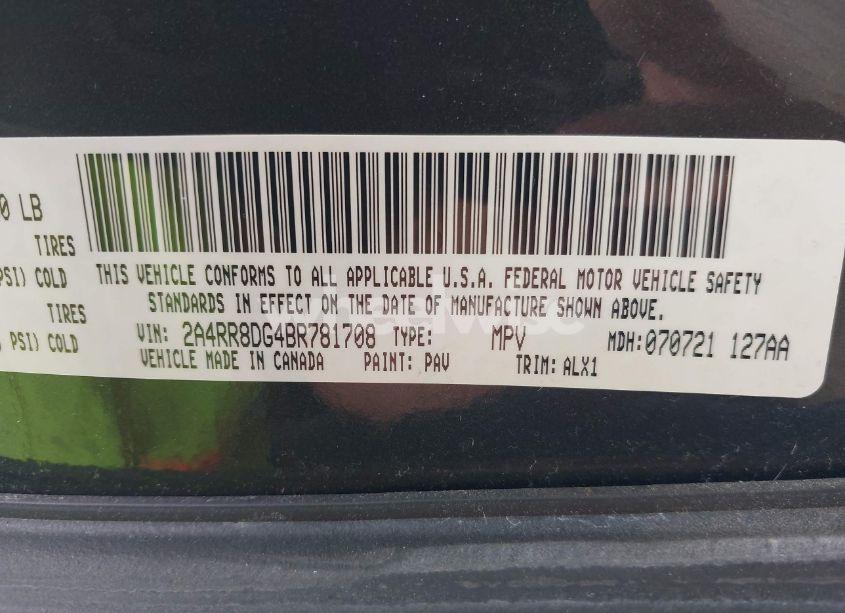 0 LB
TIRES
PSI) COLD
TIRES
, PSI) COLD
THIS VEHICLE CONFORMS TO ALL APPLICABLE U.S.A. FEDERAL MOTOR VEHICLE SAFETY
STANDARDS IN EFFECT ON THE DATE OF MANUFACTURE SHOWN ABOVE.
VIN: 2A4RR8DG4BR781708 TYPE: MPV MDH:070721 127AA
VEHICLE MADE IN CANADA PAINT: PAV TRIM: ALX1